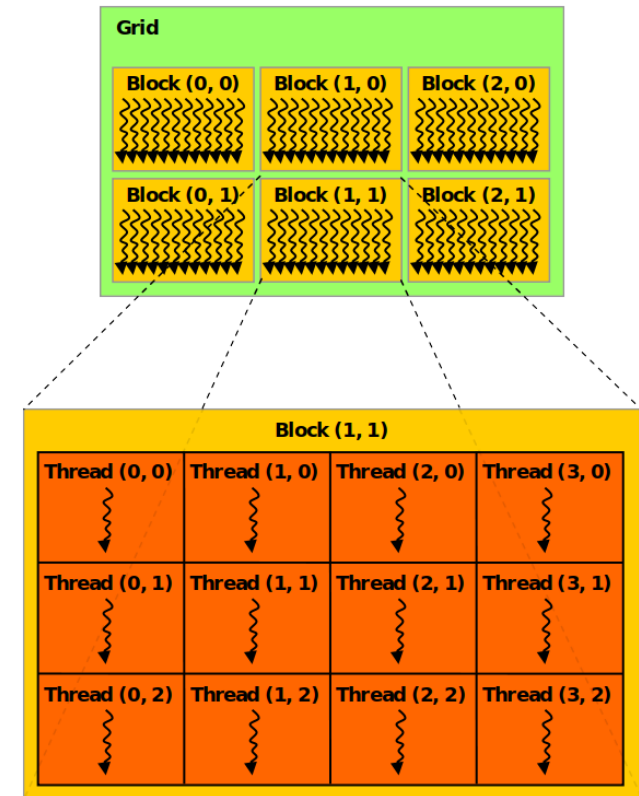 Grid
Block (0, 0) Block (1, 0) Block (2, 0)
Block (0, 1) Block (1, 1) Block (2, 1)
Block (1, 1)
Thread (0, 0) Thread (1, 0) Thread (2, 0) Thread (3, 0)
Thread (0, 1) Thread (1, 1) Thread (2, 1) Thread (3, 1)
Thread (0, 2) Thread (1, 2) Thread (2, 2) Thread (3, 2)